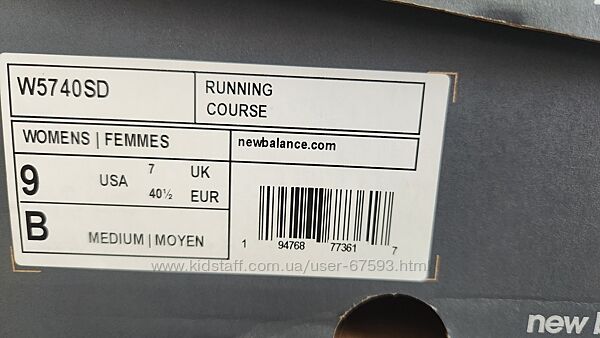 W5740SD
RUNNING
COURSE
WOMENS | FEMMES
newbalance.com
9 USA 7 UK
40½ EUR
B MEDIUM | MOYEN
1 94768 77361 7
www.kidstaff.com.ua/user-67593.html
new b